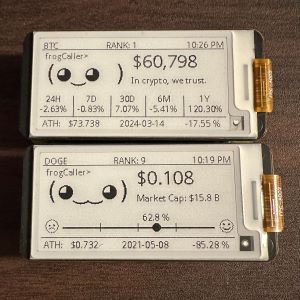 BTC RANK: 1 10:26 PM
frogCaller>
$60,798
In crypto, we trust.
24H 7D 30D 6M 1Y
-2.63% -0.83% 7.07% -5.41% 120.30%
ATH: $73.738 2024-03-14 -17.55 %
DOGE RANK: 9 10:19 PM
frogCaller>
$0.108
Market Cap: $15.8 B
62.8 %
ATH: $0.732 2021-05-08 -85.28 %